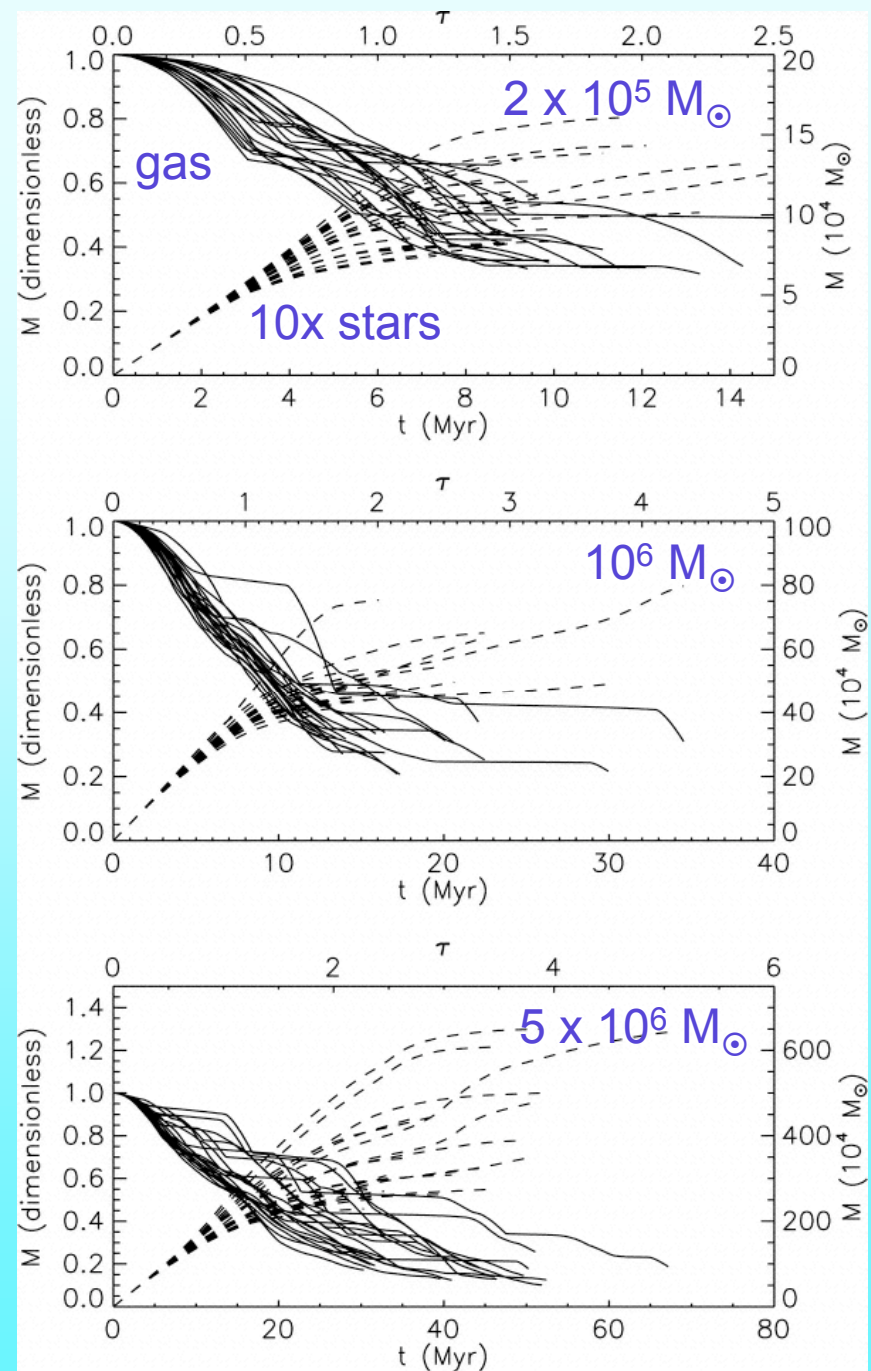 τ
0.0 0.5 1.0 1.5 2.0 2.5
1.0 0.8 0.6 0.4 0.2 0.0
M (dimensionless)
gas
10x stars
2 x 10⁵ M☉
20 15 10 5 0
M (10⁴ M☉)
0 2 4 6 8 10 12 14
t (Myr)
τ
0 1 2 3 4 5
1.0 0.8 0.6 0.4 0.2 0.0
M (dimensionless)
10⁶ M☉
100 80 60 40 20 0
M (10⁴ M☉)
0 10 20 30 40
t (Myr)
τ
0 2 4 6
1.4 1.2 1.0 0.8 0.6 0.4 0.2 0.0
M (dimensionless)
5 x 10⁶ M☉
600 400 200 0
M (10⁴ M☉)
0 20 40 60 80
t (Myr)